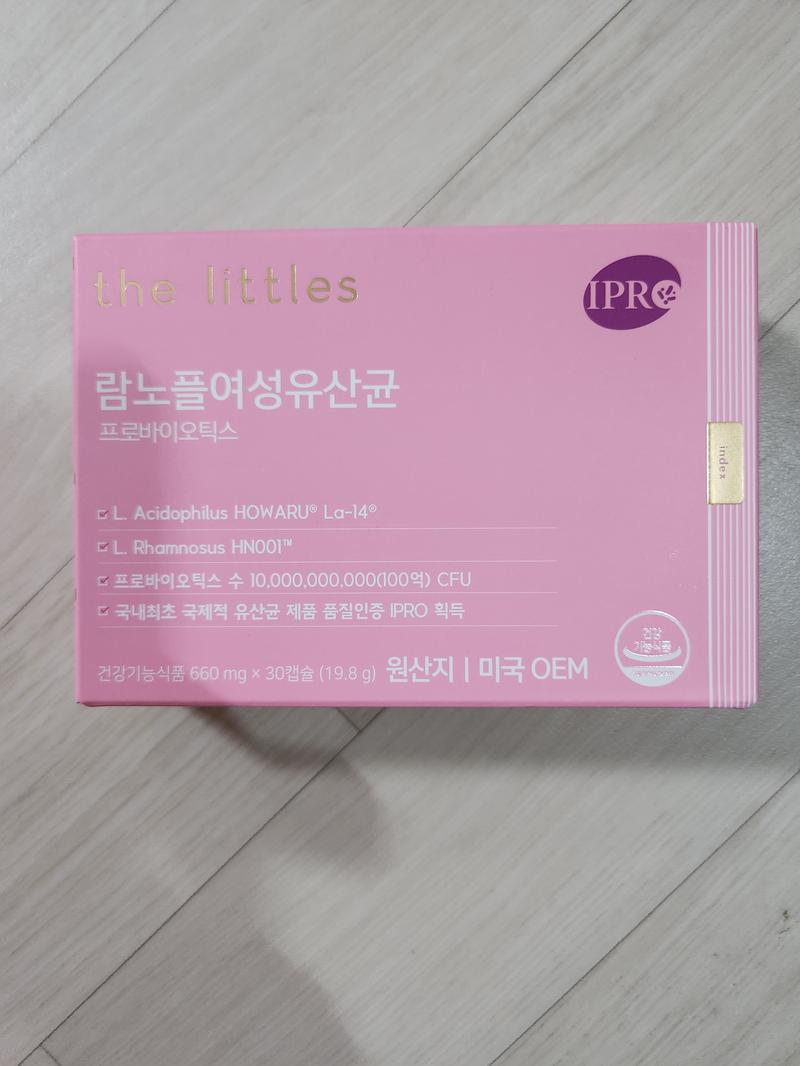 the littles
IPRO
람노플여성유산균
프로바이오틱스
index
L. Acidophilus HOWARU® La-14®
L. Rhamnosus HN001™
프로바이오틱스 수 10,000,000,000(100억) CFU
국내최초 국제적 유산균 제품 품질인증 IPRO 획득
건강
기능식품
건강기능식품 660 mg × 30캡슐 (19.8 g) 원산지 | 미국 OEM